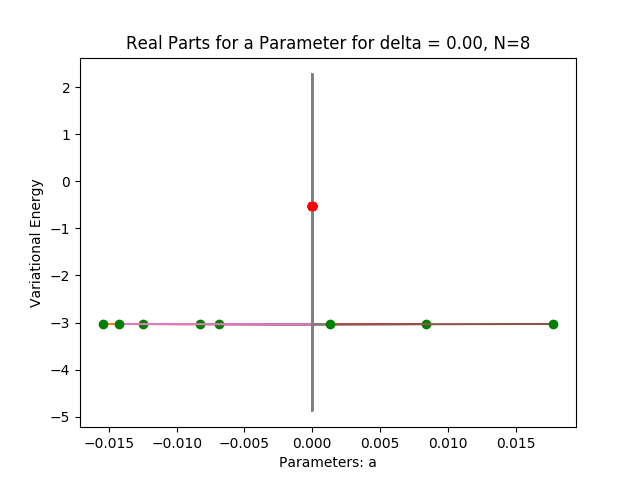 Real Parts for a Parameter for delta = 0.00, N=8
Variational Energy
2
1
0
−1
−2
−3
−4
−5
−0.015 −0.010 −0.005 0.000 0.005 0.010 0.015
Parameters: a